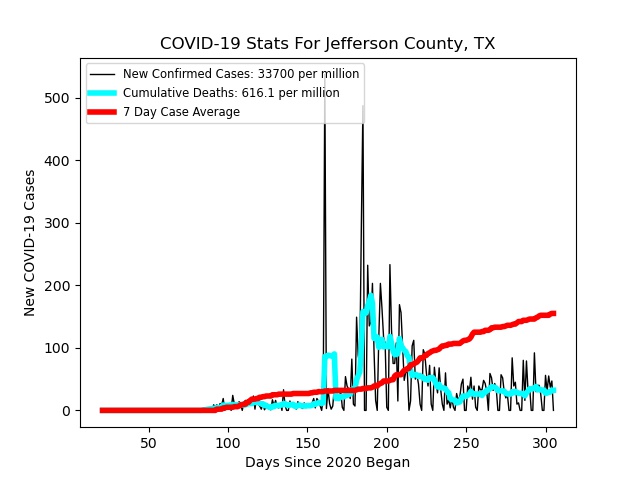 COVID-19 Stats For Jefferson County, TX
New Confirmed Cases: 33700 per million
Cumulative Deaths: 616.1 per million
7 Day Case Average
New COVID-19 Cases
500
400
300
200
100
0
50 100 150 200 250 300
Days Since 2020 Began